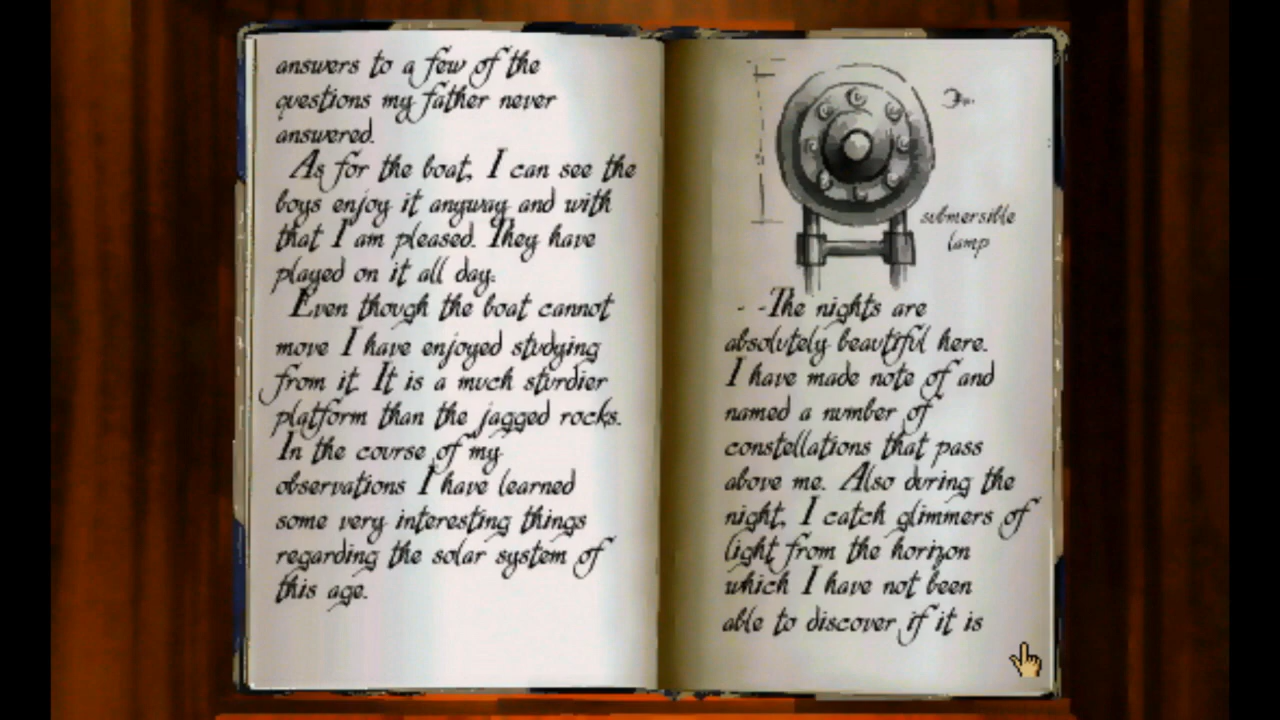 answers to a few of the
questions my father never
answered.
As for the boat, I can see the
boys enjoy it anyway and with
that I am pleased. They have
played on it all day.
Even though the boat cannot
move I have enjoyed studying
from it. It is a much sturdier
platform than the jagged rocks.
In the course of my
observations I have learned
some very interesting things
regarding the solar system of
this age.
submersible
lamp
- -The nights are
absolutely beautiful here.
I have made note of and
named a number of
constellations that pass
above me. Also during the
night, I catch glimmers of
light from the horizon
which I have not been
able to discover if it is